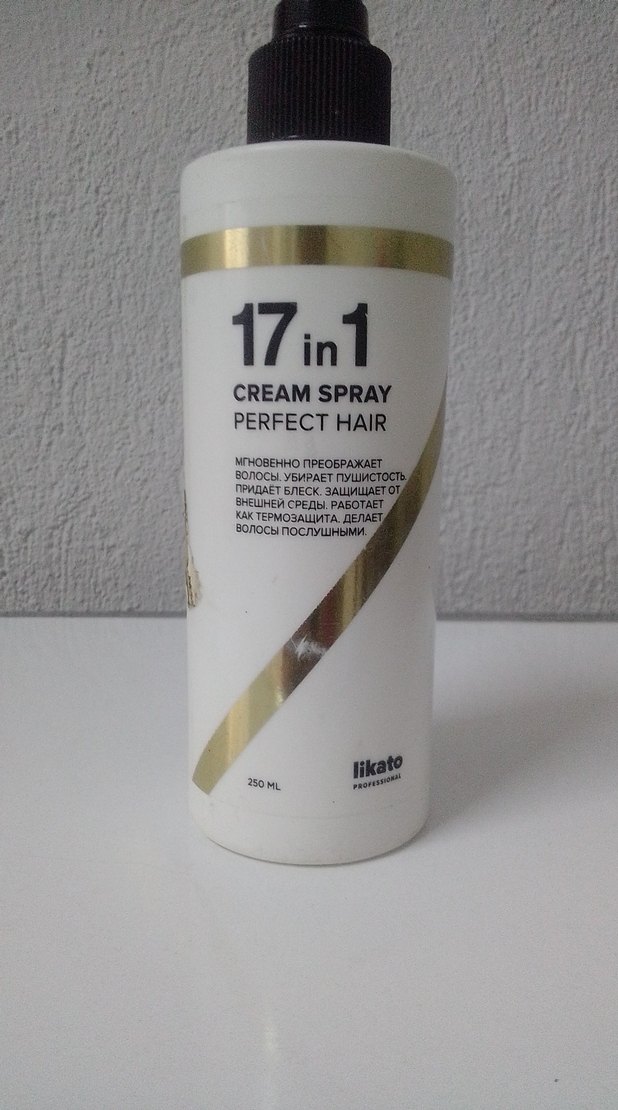 17 in 1
CREAM SPRAY
PERFECT HAIR
МГНОВЕННО ПРЕОБРАЖАЕТ
ВОЛОСЫ. УБИРАЕТ ПУШИСТОСТЬ.
ПРИДАЁТ БЛЕСК. ЗАЩИЩАЕТ ОТ
ВНЕШНЕЙ СРЕДЫ. РАБОТАЕТ
КАК ТЕРМОЗАЩИТА. ДЕЛАЕТ
ВОЛОСЫ ПОСЛУШНЫМИ.
250 ML
likato
PROFESSIONAL